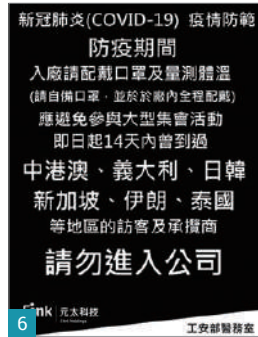 新冠肺炎(COVID-19) 疫情防範
防疫期間
入廠請配戴口罩及量測體溫
(請自備口罩，並於於廠內全程配戴)
應避免參與大型集會活動
即日起14天內曾到過
中港澳、義大利、日韓
新加坡、伊朗、泰國
等地區的訪客及承攬商
請勿進入公司
Eink 元太科技
6
工安部醫務室